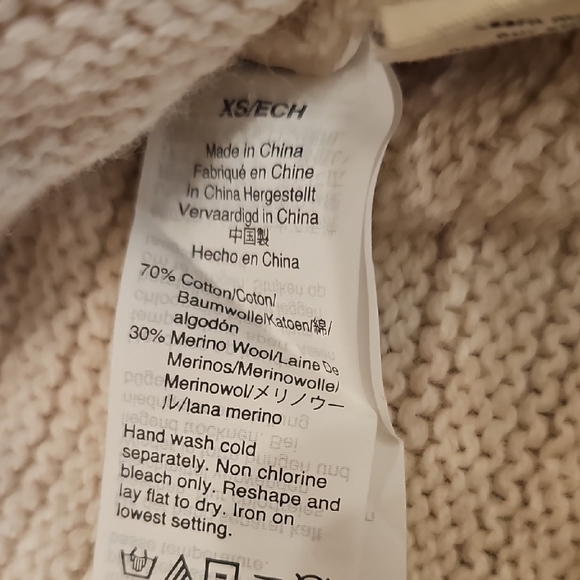 XS/ECH
Made in China
Fabriqué en Chine
in China Hergestellt
Vervaardigd in China
中国製
Hecho en China
70% Cotton/Coton/
Baumwolle/Katoen/綿/
algodón
30% Merino Wool/Laine De
Merinos/Merinowolle/
Merinowol/メリノウー
ル/lana merino
Hand wash cold
separately. Non chlorine
bleach only. Reshape and
lay flat to dry. Iron on
lowest setting.